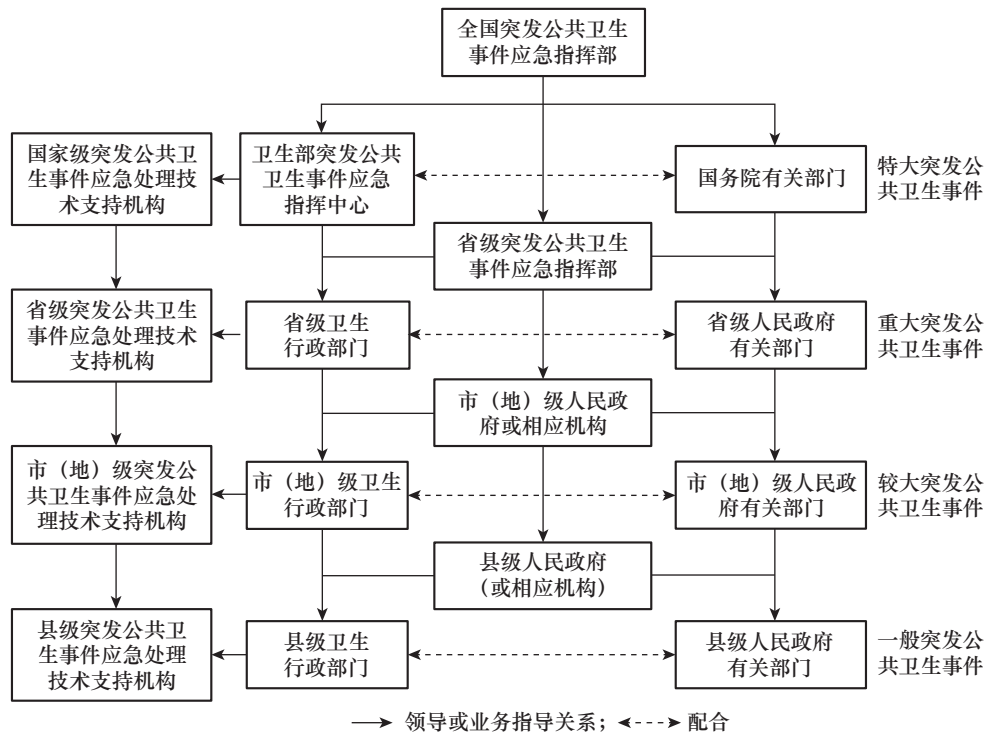 全国突发公共卫生
事件应急指挥部
国家级突发公共卫
生事件应急处理技
术支持机构
卫生部突发公共
卫生事件应急
指挥中心
国务院有关部门
特大突发公
共卫生事件
省级突发公共卫生
事件应急指挥部
省级突发公共卫生
事件应急处理技术
支持机构
省级卫生
行政部门
省级人民政府
有关部门
重大突发公
共卫生事件
市（地）级人民政
府或相应机构
市（地）级突发公
共卫生事件应急处
理技术支持机构
市（地）级卫生
行政部门
市（地）级人民政
府有关部门
较大突发公
共卫生事件
县级人民政府
（或相应机构）
县级突发公共卫
生事件应急处理
技术支持机构
县级卫生
行政部门
县级人民政府
有关部门
一般突发公
共卫生事件
领导或业务指导关系；配合